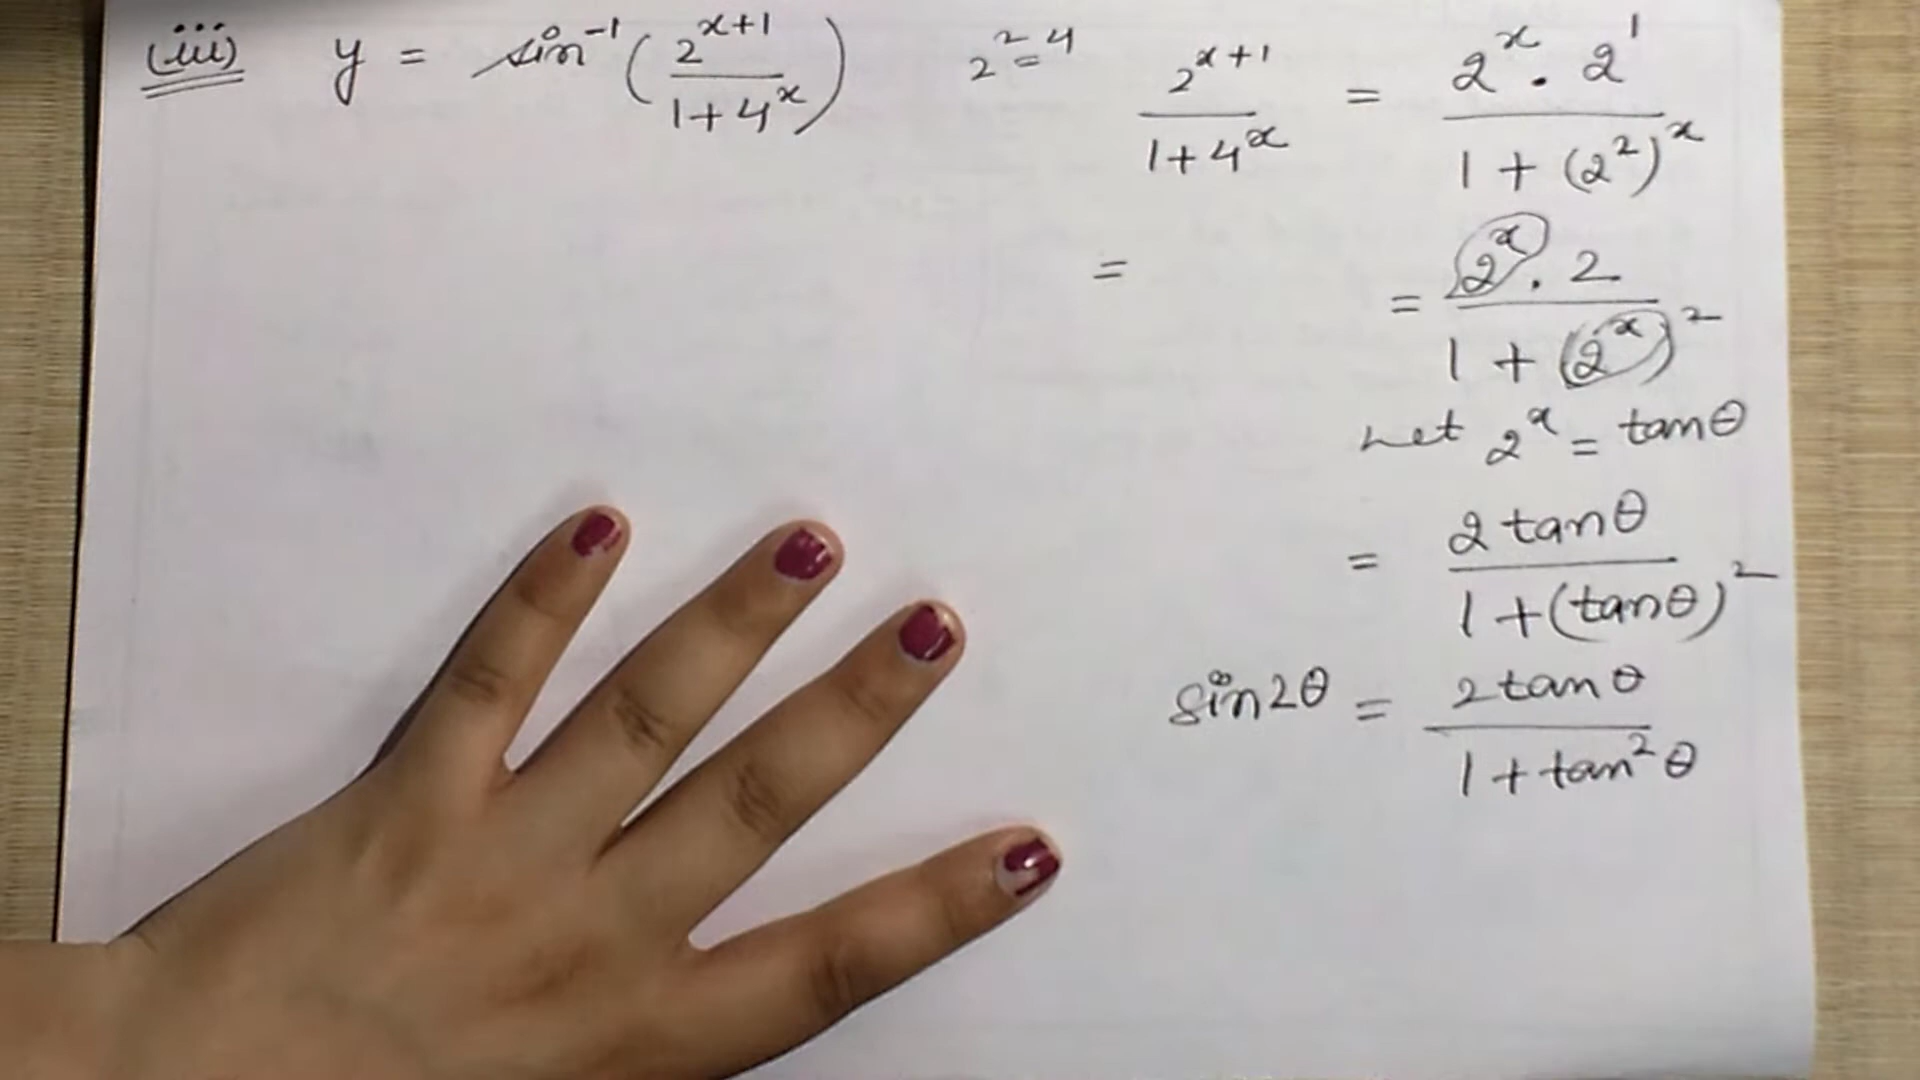 (iii) y = sin⁻¹(2^(x+1)/(1+4^x)) 2² = 4 2^(x+1)/(1+4^x) = 2^x · 2¹/(1+(2²)^x)
= = 2^x . 2/(1+(2^x)²)
Let 2^x = tanθ
= 2tanθ/(1+(tanθ)²)
sin2θ = 2tanθ/(1+tan²θ)